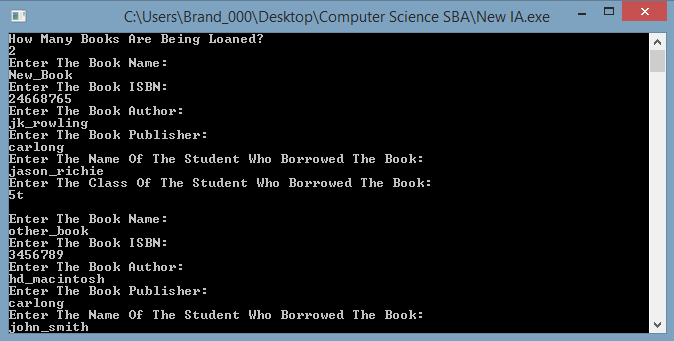 C:\Users\Brand_000\Desktop\Computer Science SBA\New IA.exe
How Many Books Are Being Loaned?
2
Enter The Book Name:
New_Book
Enter The Book ISBN:
24668765
Enter The Book Author:
jk_rowling
Enter The Book Publisher:
carlong
Enter The Name Of The Student Who Borrowed The Book:
jason_richie
Enter The Class Of The Student Who Borrowed The Book:
5t

Enter The Book Name:
other_book
Enter The Book ISBN:
3456789
Enter The Book Author:
hd_macintosh
Enter The Book Publisher:
carlong
Enter The Name Of The Student Who Borrowed The Book:
john_smith